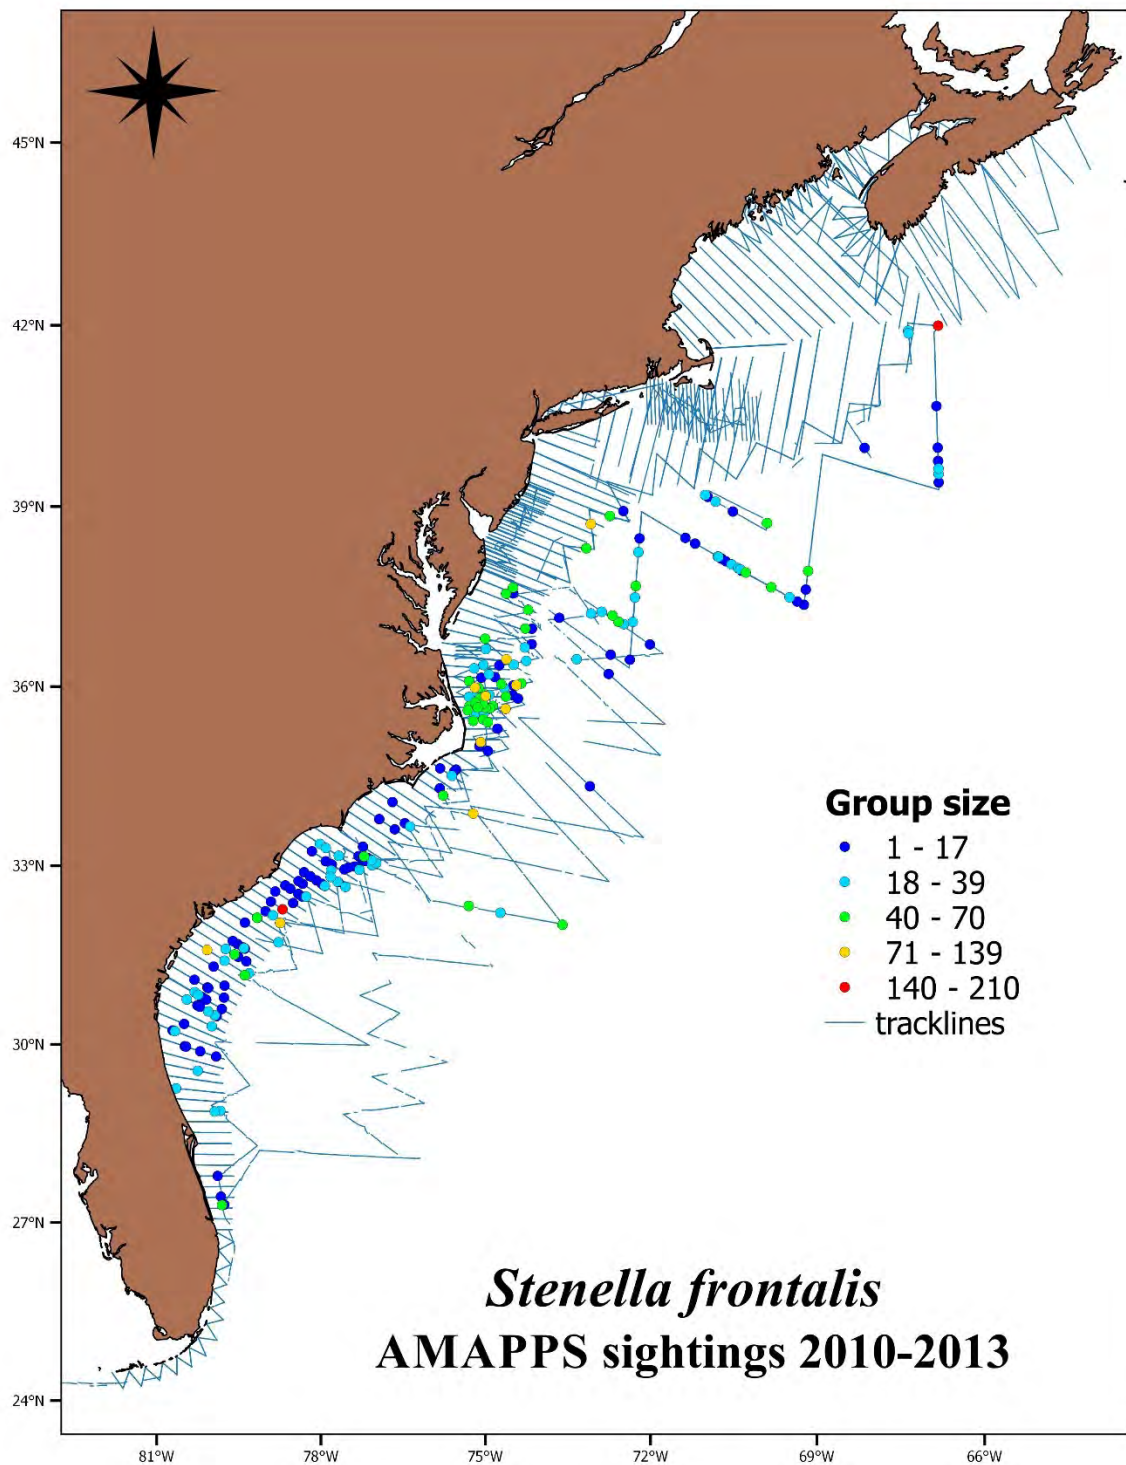 45°N
42°N
39°N
36°N
33°N
30°N
27°N
24°N
Group size
1 - 17
18 - 39
40 - 70
71 - 139
140 - 210
tracklines
Stenella frontalis
AMAPPS sightings 2010-2013
81°W 78°W 75°W 72°W 69°W 66°W